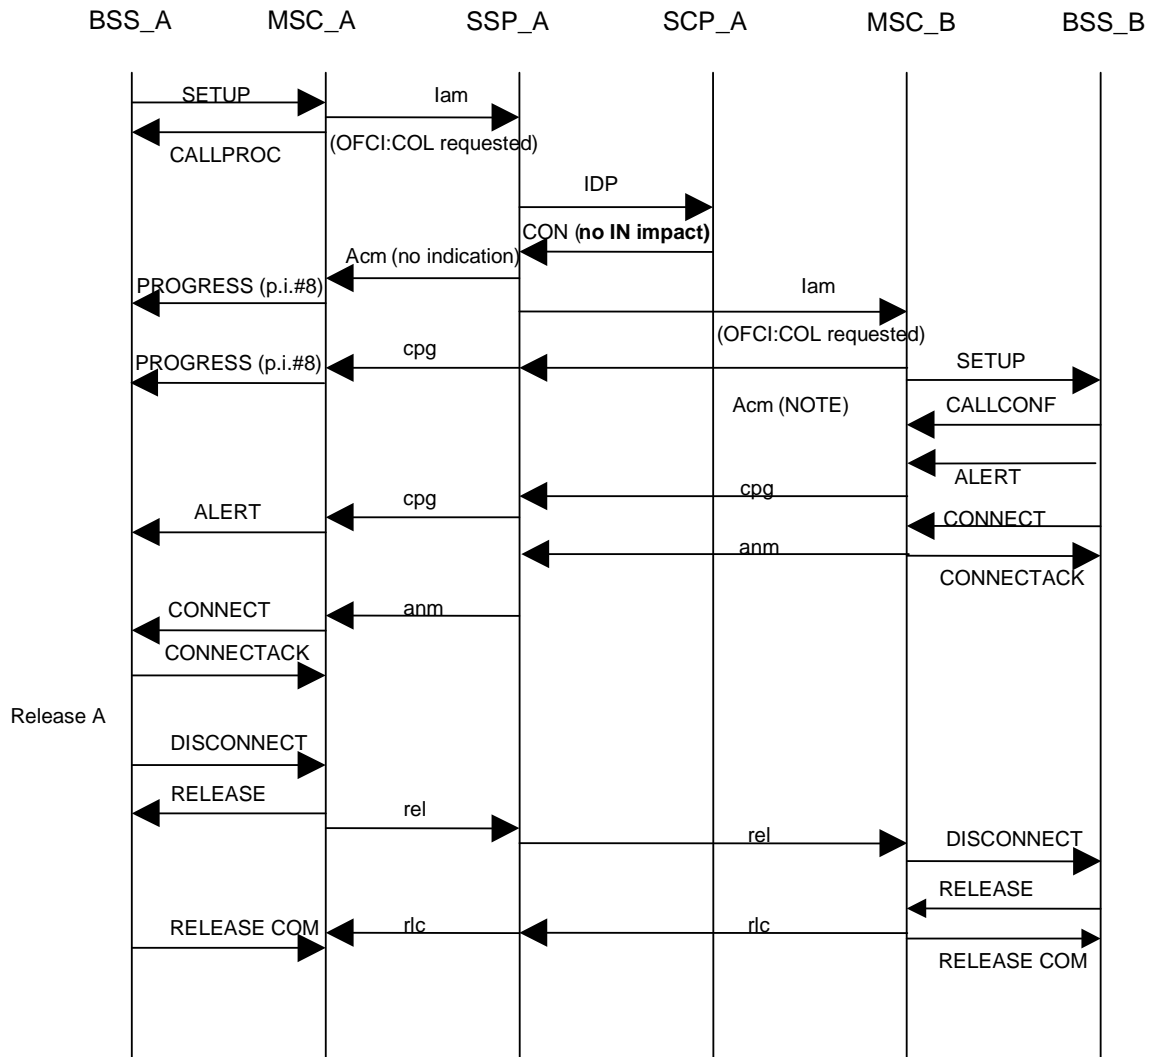 BSS_A MSC_A SSP_A SCP_A MSC_B BSS_B
SETUP Iam
(OFCI:COL requested)
CALLPROC
IDP
CON (no IN impact)
Acm (no indication)
PROGRESS (p.i.#8) Iam
(OFCI:COL requested)
cpg
PROGRESS (p.i.#8) SETUP
Acm (NOTE) CALLCONF
ALERT
cpg
cpg
ALERT CONNECT
anm
CONNECTACK
CONNECT anm
CONNECTACK
Release A
DISCONNECT
RELEASE
rel
rel DISCONNECT
RELEASE
RELEASE COM rlc rlc
RELEASE COM